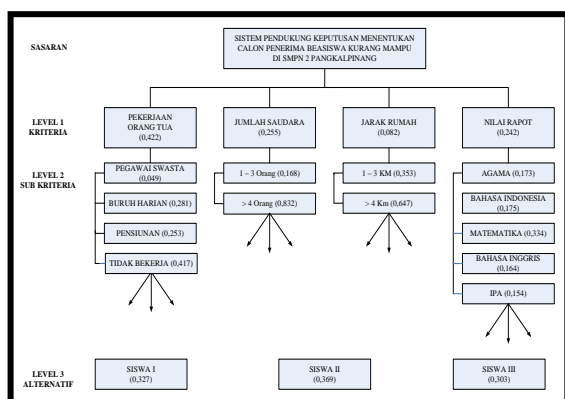 SASARAN
SISTEM PENDUKUNG KEPUTUSAN MENENTUKAN
CALON PENERIMA BEASISWA KURANG MAMPU
DI SMPN 2 PANGKALPINANG
LEVEL 1
KRITERIA
PEKERJAAN
ORANG TUA
(0,422)
JUMLAH SAUDARA
(0,255)
JARAK RUMAH
(0,082)
NILAI RAPOT
(0,242)
LEVEL 2
SUB KRITERIA
PEGAWAI SWASTA
(0,049)
BURUH HARIAN (0,281)
PENSIUNAN (0,253)
TIDAK BEKERJA (0,417)
1 – 3 Orang (0,168)
> 4 Orang (0,832)
1 – 3 KM (0,353)
> 4 Km (0,647)
AGAMA (0,173)
BAHASA INDONESIA
(0,175)
MATEMATIKA (0,334)
BAHASA INGGRIS
(0,164)
IPA (0,154)
LEVEL 3
ALTERNATIF
SISWA I
(0,327)
SISWA II
(0,369)
SISWA III
(0,303)